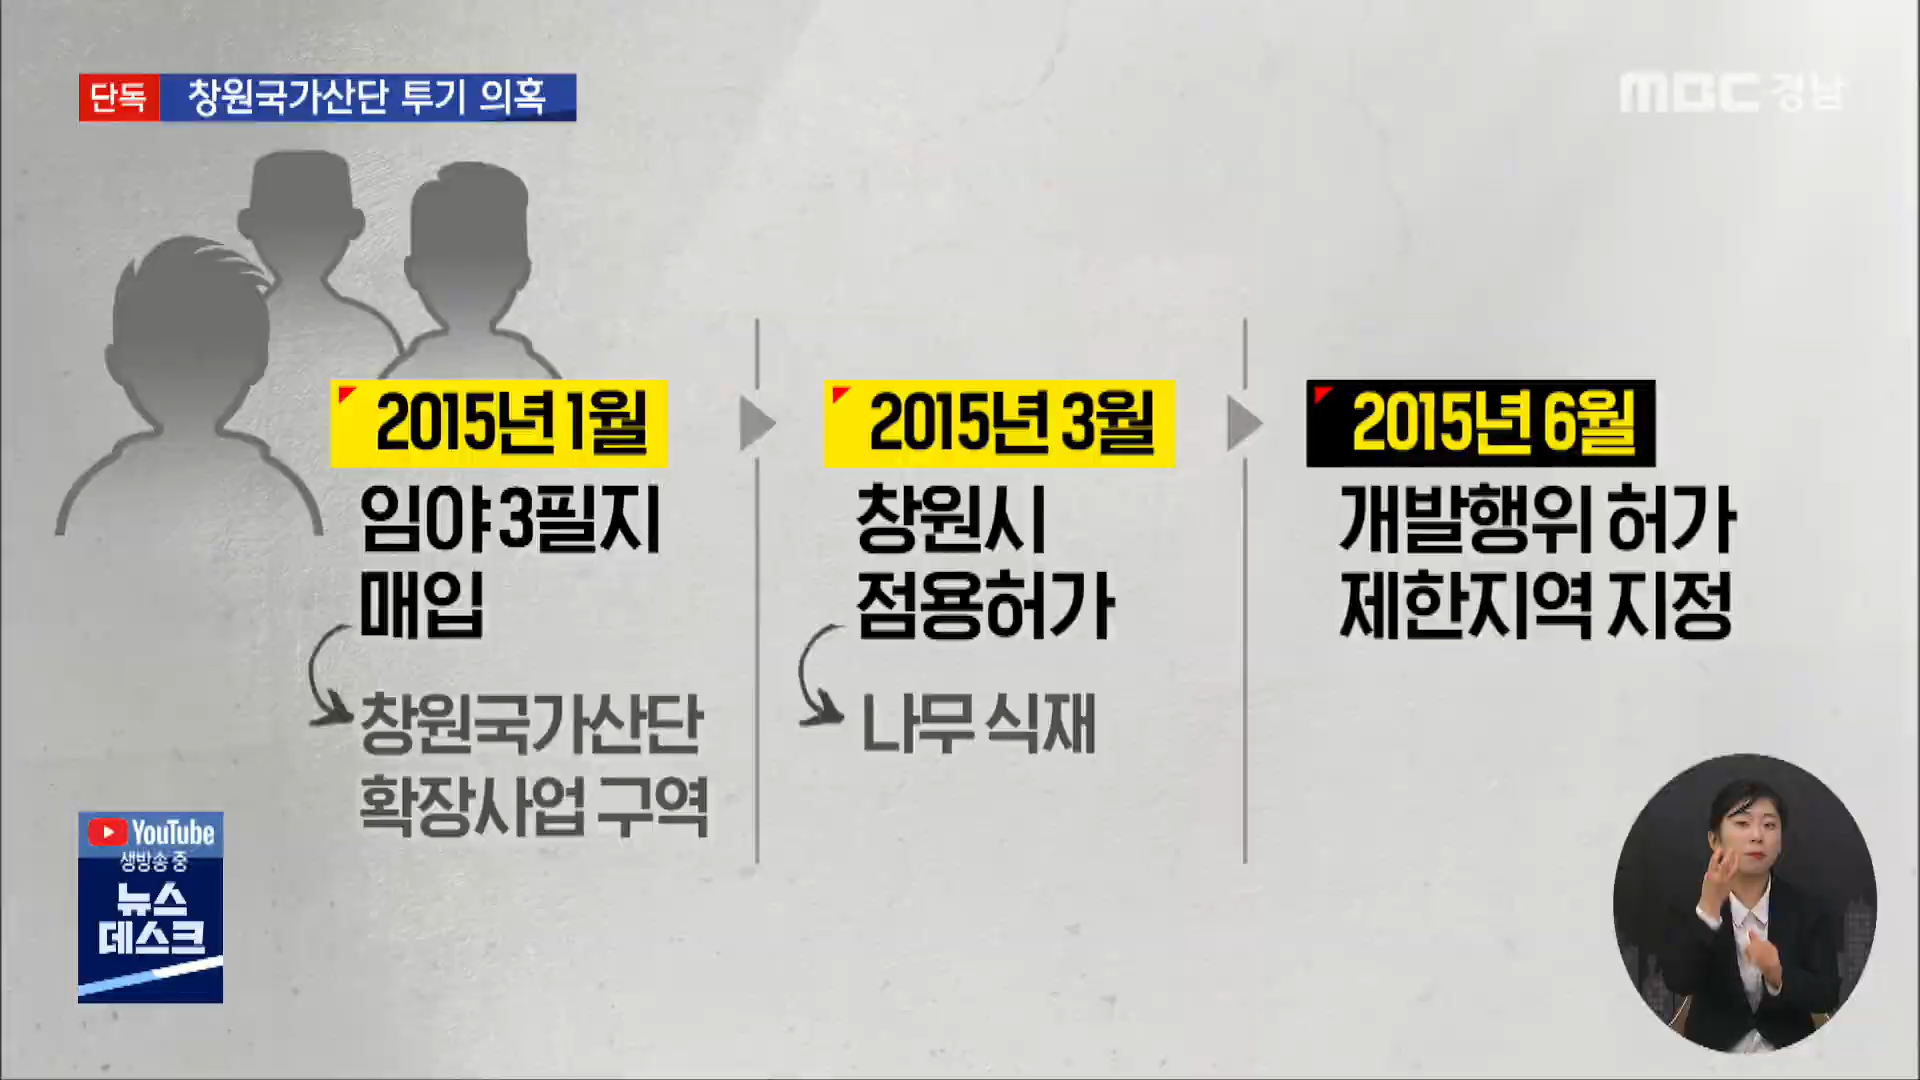 단독 창원국가산단 투기 의혹
MBC 경남
2015년 1월
임야 3필지
매입
창원국가산단
확장사업 구역
2015년 3월
창원시
점용허가
나무 식재
2015년 6월
개발행위 허가
제한지역 지정
YouTube
생방송 중
뉴스
데스크